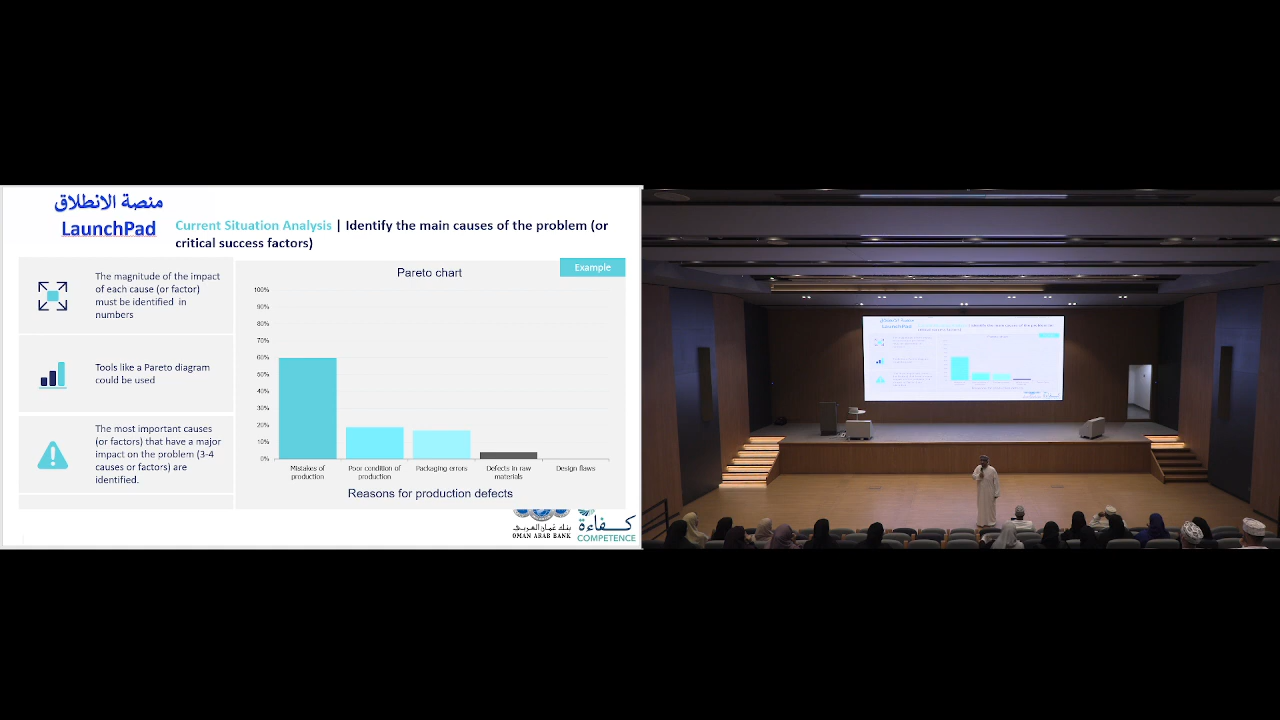 منصة الانطلاق
LaunchPad
Current Situation Analysis | Identify the main causes of the problem (or
critical success factors)
The magnitude of the impact
of each cause (or factor)
must be identified in
numbers
Tools like a Pareto diagram
could be used
The most important causes
(or factors) that have a major
impact on the problem (3-4
causes or factors) are
identified.
Example
Pareto chart
100%
90%
80%
70%
60%
50%
40%
30%
20%
10%
0%
Mistakes of
production
Poor condition of
production
Packaging errors
Defects in raw
materials
Design flaws
Reasons for production defects
بنك عُمان العربي
OMAN ARAB BANK
كفاءة
COMPETENCE
LaunchPad